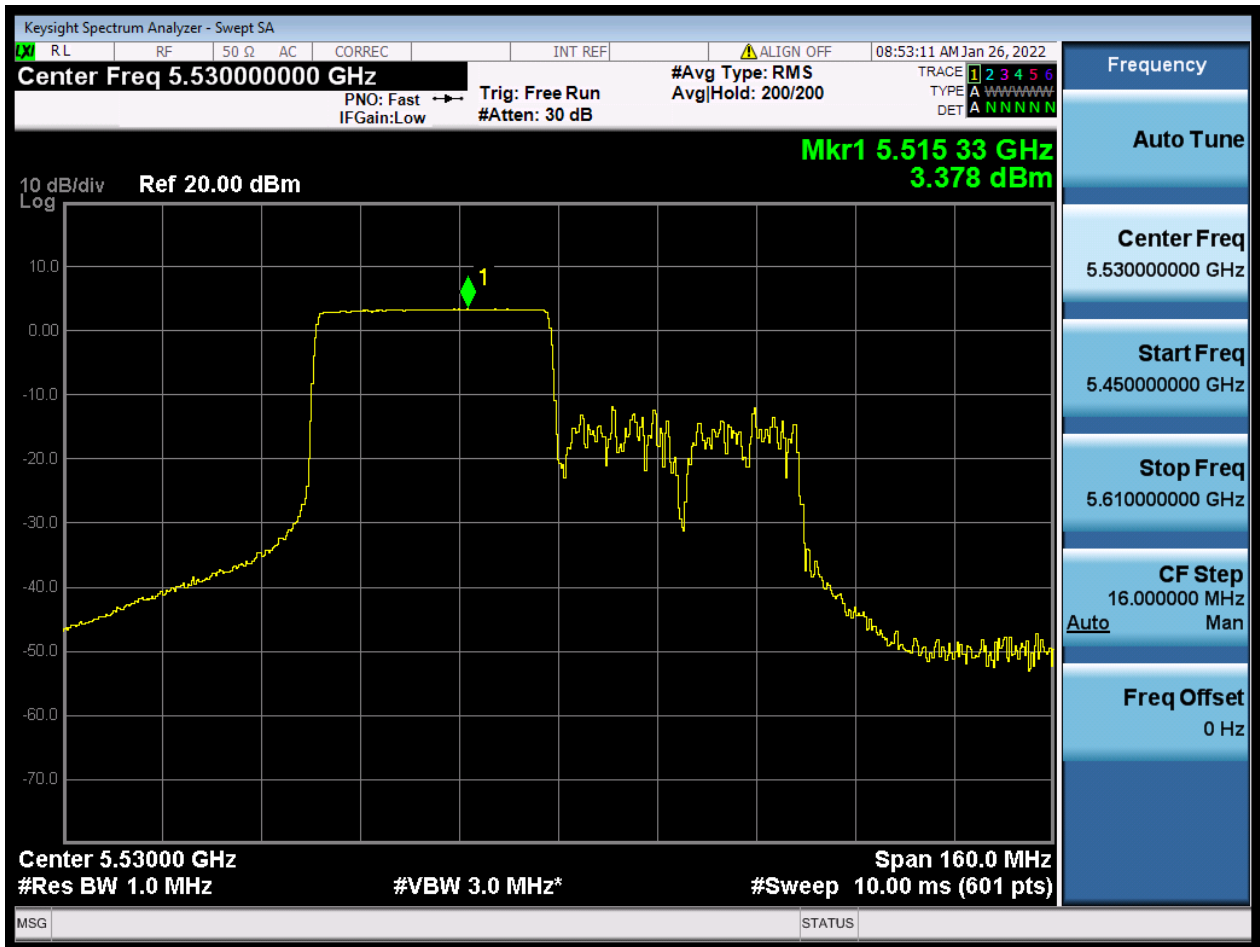 Keysight Spectrum Analyzer - Swept SA
LXI RL RF 50 Ω AC CORREC INT REF ALIGN OFF 08:53:11 AM Jan 26, 2022
Center Freq 5.530000000 GHz
PNO: Fast
IFGain:Low
Trig: Free Run
#Atten: 30 dB
#Avg Type: RMS
Avg|Hold: 200/200
TRACE 1 2 3 4 5 6
TYPE A WWWWW
DET A N N N N N
Mkr1 5.515 33 GHz
3.378 dBm
10 dB/div Ref 20.00 dBm
Log
10.0
0.00
-10.0
-20.0
-30.0
-40.0
-50.0
-60.0
-70.0
1
Center 5.53000 GHz Span 160.0 MHz
#Res BW 1.0 MHz #VBW 3.0 MHz* #Sweep 10.00 ms (601 pts)
MSG STATUS
Frequency
Auto Tune
Center Freq
5.530000000 GHz
Start Freq
5.450000000 GHz
Stop Freq
5.610000000 GHz
CF Step
16.000000 MHz
Auto Man
Freq Offset
0 Hz